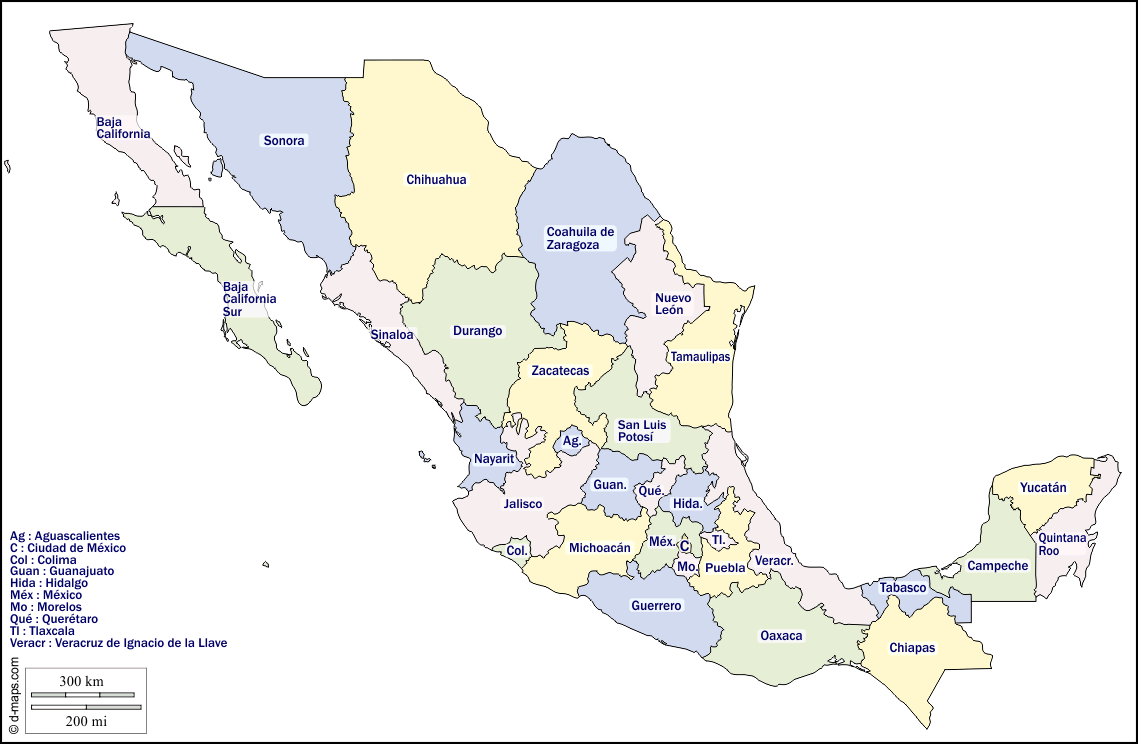 Baja
California
Sonora
Chihuahua
Coahuila de
Zaragoza
Baja
California
Sur
Nuevo
León
Sinaloa
Durango
Tamaulipas
Zacatecas
San Luis
Potosí
Ag.
Nayarit
Guan.
Qué.
Hida.
Jalisco
Yucatán
Quintana
Roo
Col.
Michoacán
Méx.
C
Tl.
Mo.
Puebla
Veracr.
Campeche
Tabasco
Guerrero
Oaxaca
Chiapas
Ag : Aguascalientes
C : Ciudad de México
Col : Colima
Guan : Guanajuato
Hida : Hidalgo
Méx : México
Mo : Morelos
Qué : Querétaro
Tl : Tlaxcala
Veracr : Veracruz de Ignacio de la Llave
300 km
200 mi
© d-maps.com